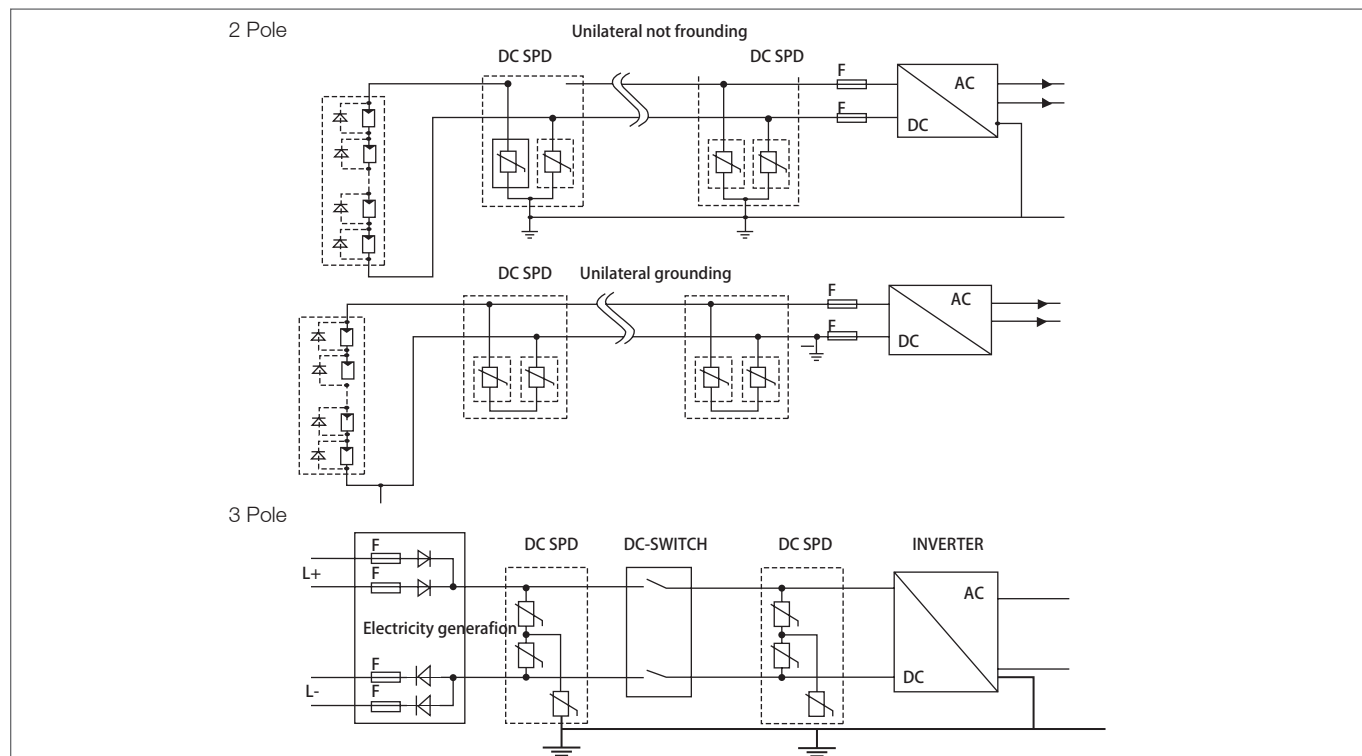 2 Pole
Unilateral not frounding
DC SPD
DC SPD
F
F
AC
DC
DC SPD
Unilateral grounding
F
F
AC
DC
3 Pole
DC SPD
DC-SWITCH
DC SPD
INVERTER
F
L+
F
AC
Electricity generafion
F
DC
L-
F